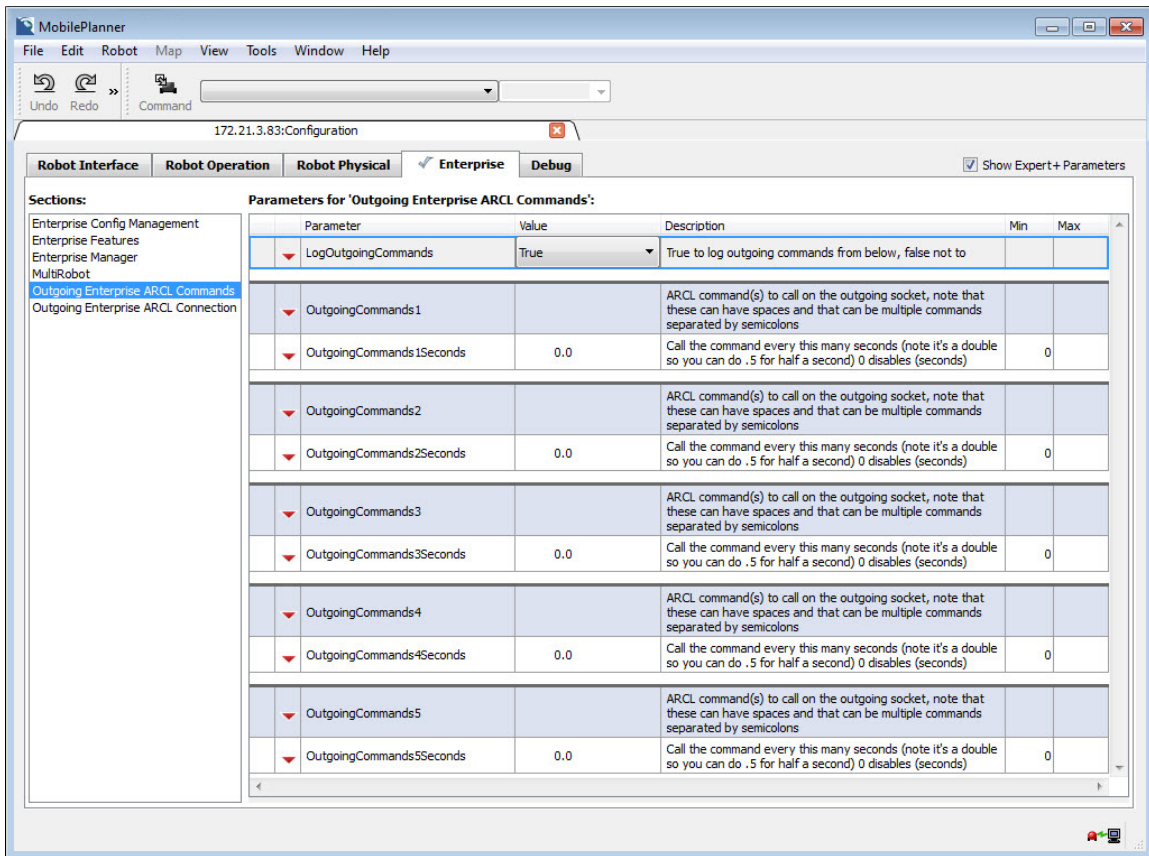 MobilePlanner
File Edit Robot Map View Tools Window Help
Undo Redo » Command
172.21.3.83:Configuration
Robot Interface Robot Operation Robot Physical Enterprise Debug Show Expert+ Parameters
Sections:
Enterprise Config Management
Enterprise Features
Enterprise Manager
MultiRobot
Outgoing Enterprise ARCL Commands
Outgoing Enterprise ARCL Connection
Parameters for 'Outgoing Enterprise ARCL Commands':
Parameter Value Description Min Max
LogOutgoingCommands True True to log outgoing commands from below, false not to
OutgoingCommands1
ARCL command(s) to call on the outgoing socket, note that
these can have spaces and that can be multiple commands
separated by semicolons
OutgoingCommands1Seconds 0.0
Call the command every this many seconds (note it's a double
so you can do .5 for half a second) 0 disables (seconds)
0
OutgoingCommands2
ARCL command(s) to call on the outgoing socket, note that
these can have spaces and that can be multiple commands
separated by semicolons
OutgoingCommands2Seconds 0.0
Call the command every this many seconds (note it's a double
so you can do .5 for half a second) 0 disables (seconds)
0
OutgoingCommands3
ARCL command(s) to call on the outgoing socket, note that
these can have spaces and that can be multiple commands
separated by semicolons
OutgoingCommands3Seconds 0.0
Call the command every this many seconds (note it's a double
so you can do .5 for half a second) 0 disables (seconds)
0
OutgoingCommands4
ARCL command(s) to call on the outgoing socket, note that
these can have spaces and that can be multiple commands
separated by semicolons
OutgoingCommands4Seconds 0.0
Call the command every this many seconds (note it's a double
so you can do .5 for half a second) 0 disables (seconds)
0
OutgoingCommands5
ARCL command(s) to call on the outgoing socket, note that
these can have spaces and that can be multiple commands
separated by semicolons
OutgoingCommands5Seconds 0.0
Call the command every this many seconds (note it's a double
so you can do .5 for half a second) 0 disables (seconds)
0